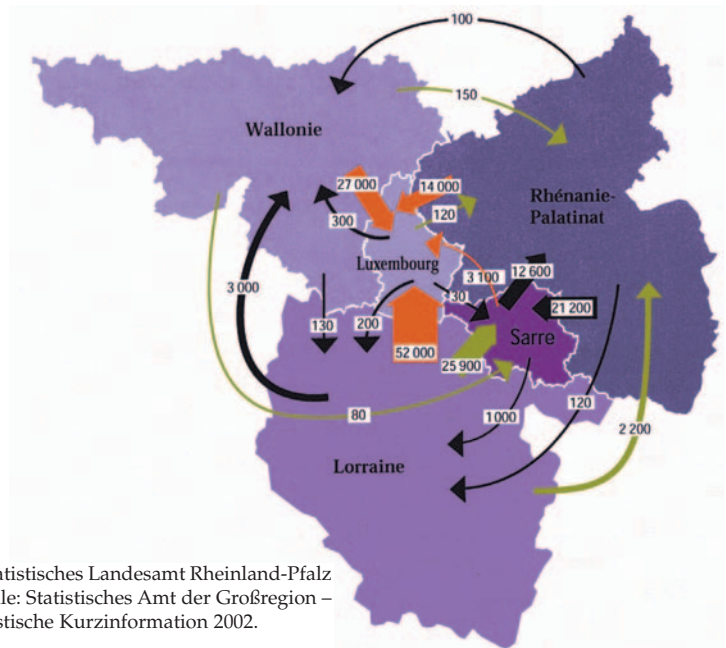 100
150
Wallonie
27 000
14 000
Rhénanie-
Palatinat
120
300
Luxembourg
3 100
12 600
3 000
30
21 200
130
200
Sarre
52 000
25 900
80
1000
120
2 200
Lorraine
atistisches Landesamt Rheinland-Pfalz
le: Statistisches Amt der Großregion –
istische Kurzinformation 2002.